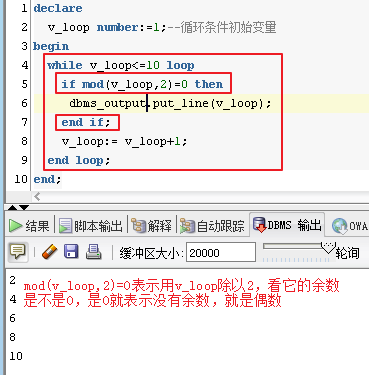 1 declare
2 v_loop number:=1;--循环条件初始变量
3 begin
4 while v_loop<=10 loop
5 if mod(v_loop,2)=0 then
6 dbms_output.put_line(v_loop);
7 end if;
8 v_loop:= v_loop+1;
9 end loop;
10 end;
结果 脚本输出 解释 自动跟踪 DBMS 输出 OWA
缓冲区大小: 20000 轮询
2
mod(v_loop,2)=0表示用v_loop除以2，看它的余数
4
是不是0，是0就表示没有余数，就是偶数
6
8
10